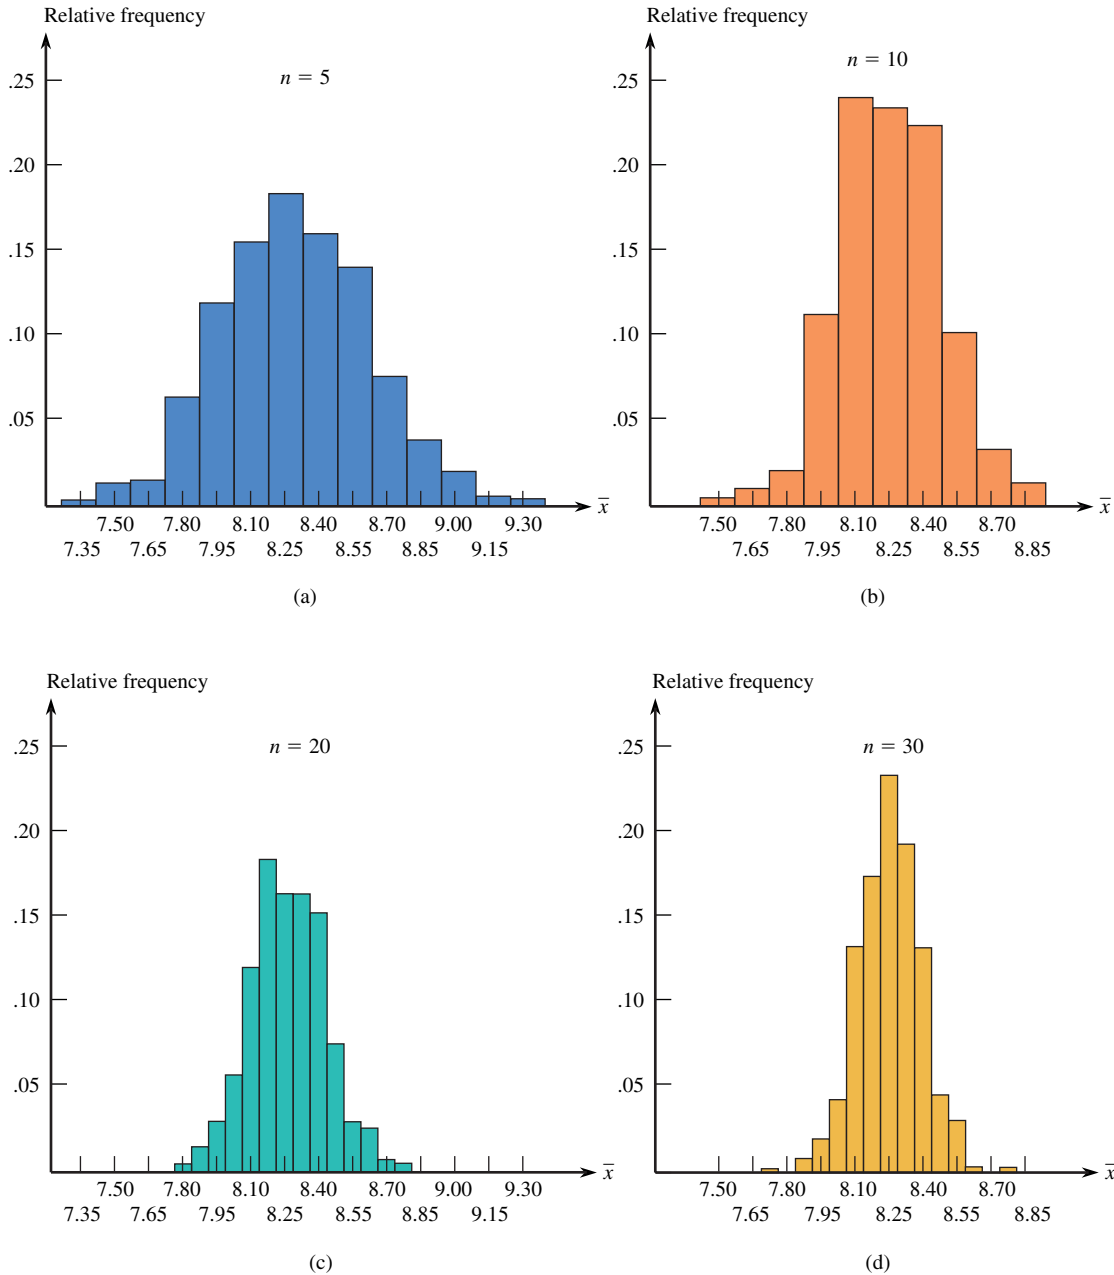 Relative frequency
n = 5
.25
.20
.15
.10
.05
x̄
7.50 7.80 8.10 8.40 8.70 9.00 9.30
7.35 7.65 7.95 8.25 8.55 8.85 9.15
(a)
Relative frequency
n = 10
.25
.20
.15
.10
.05
x̄
7.50 7.80 8.10 8.40 8.70
7.65 7.95 8.25 8.55 8.85
(b)
Relative frequency
n = 20
.25
.20
.15
.10
.05
x̄
7.50 7.80 8.10 8.40 8.70 9.00 9.30
7.35 7.65 7.95 8.25 8.55 8.85 9.15
(c)
Relative frequency
n = 30
.25
.20
.15
.10
.05
x̄
7.50 7.80 8.10 8.40 8.70
7.65 7.95 8.25 8.55 8.85
(d)